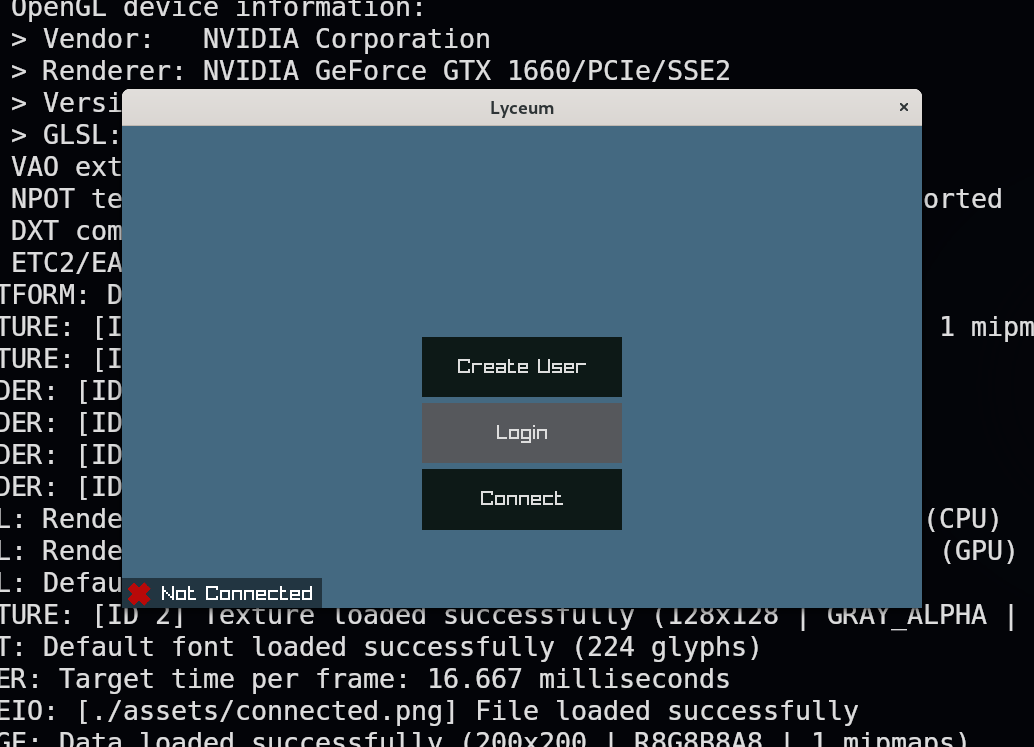 OpenGL device information:
> Vendor:   NVIDIA Corporation
> Renderer: NVIDIA GeForce GTX 1660/PCIe/SSE2
> Versi
Lyceum
> GLSL:
VAO ext
NPOT te orted
DXT com
ETC2/EA
TFORM: D
TURE: [I 1 mipm
TURE: [I
Create User
DER: [ID
DER: [ID
Login
DER: [ID
DER: [ID
Connect
L: Rende (CPU)
L: Rende (GPU)
L: Defau
Not Connected
TURE: [ID 2] Texture loaded successfully (128x128 | GRAY_ALPHA |
T: Default font loaded successfully (224 glyphs)
ER: Target time per frame: 16.667 milliseconds
EIO: [./assets/connected.png] File loaded successfully
GE: Data loaded successfully (200x200 | R8G8B8A8 | 1 mipmaps)